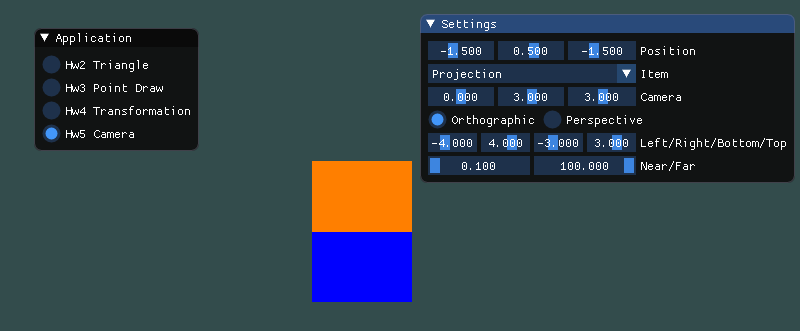 Application
Hw2 Triangle
Hw3 Point Draw
Hw4 Transformation
Hw5 Camera
Settings
-1.500 0.500 -1.500 Position
Projection Item
0.000 3.000 3.000 Camera
Orthographic Perspective
-4.000 4.000 -3.000 3.000 Left/Right/Bottom/Top
0.100 100.000 Near/Far